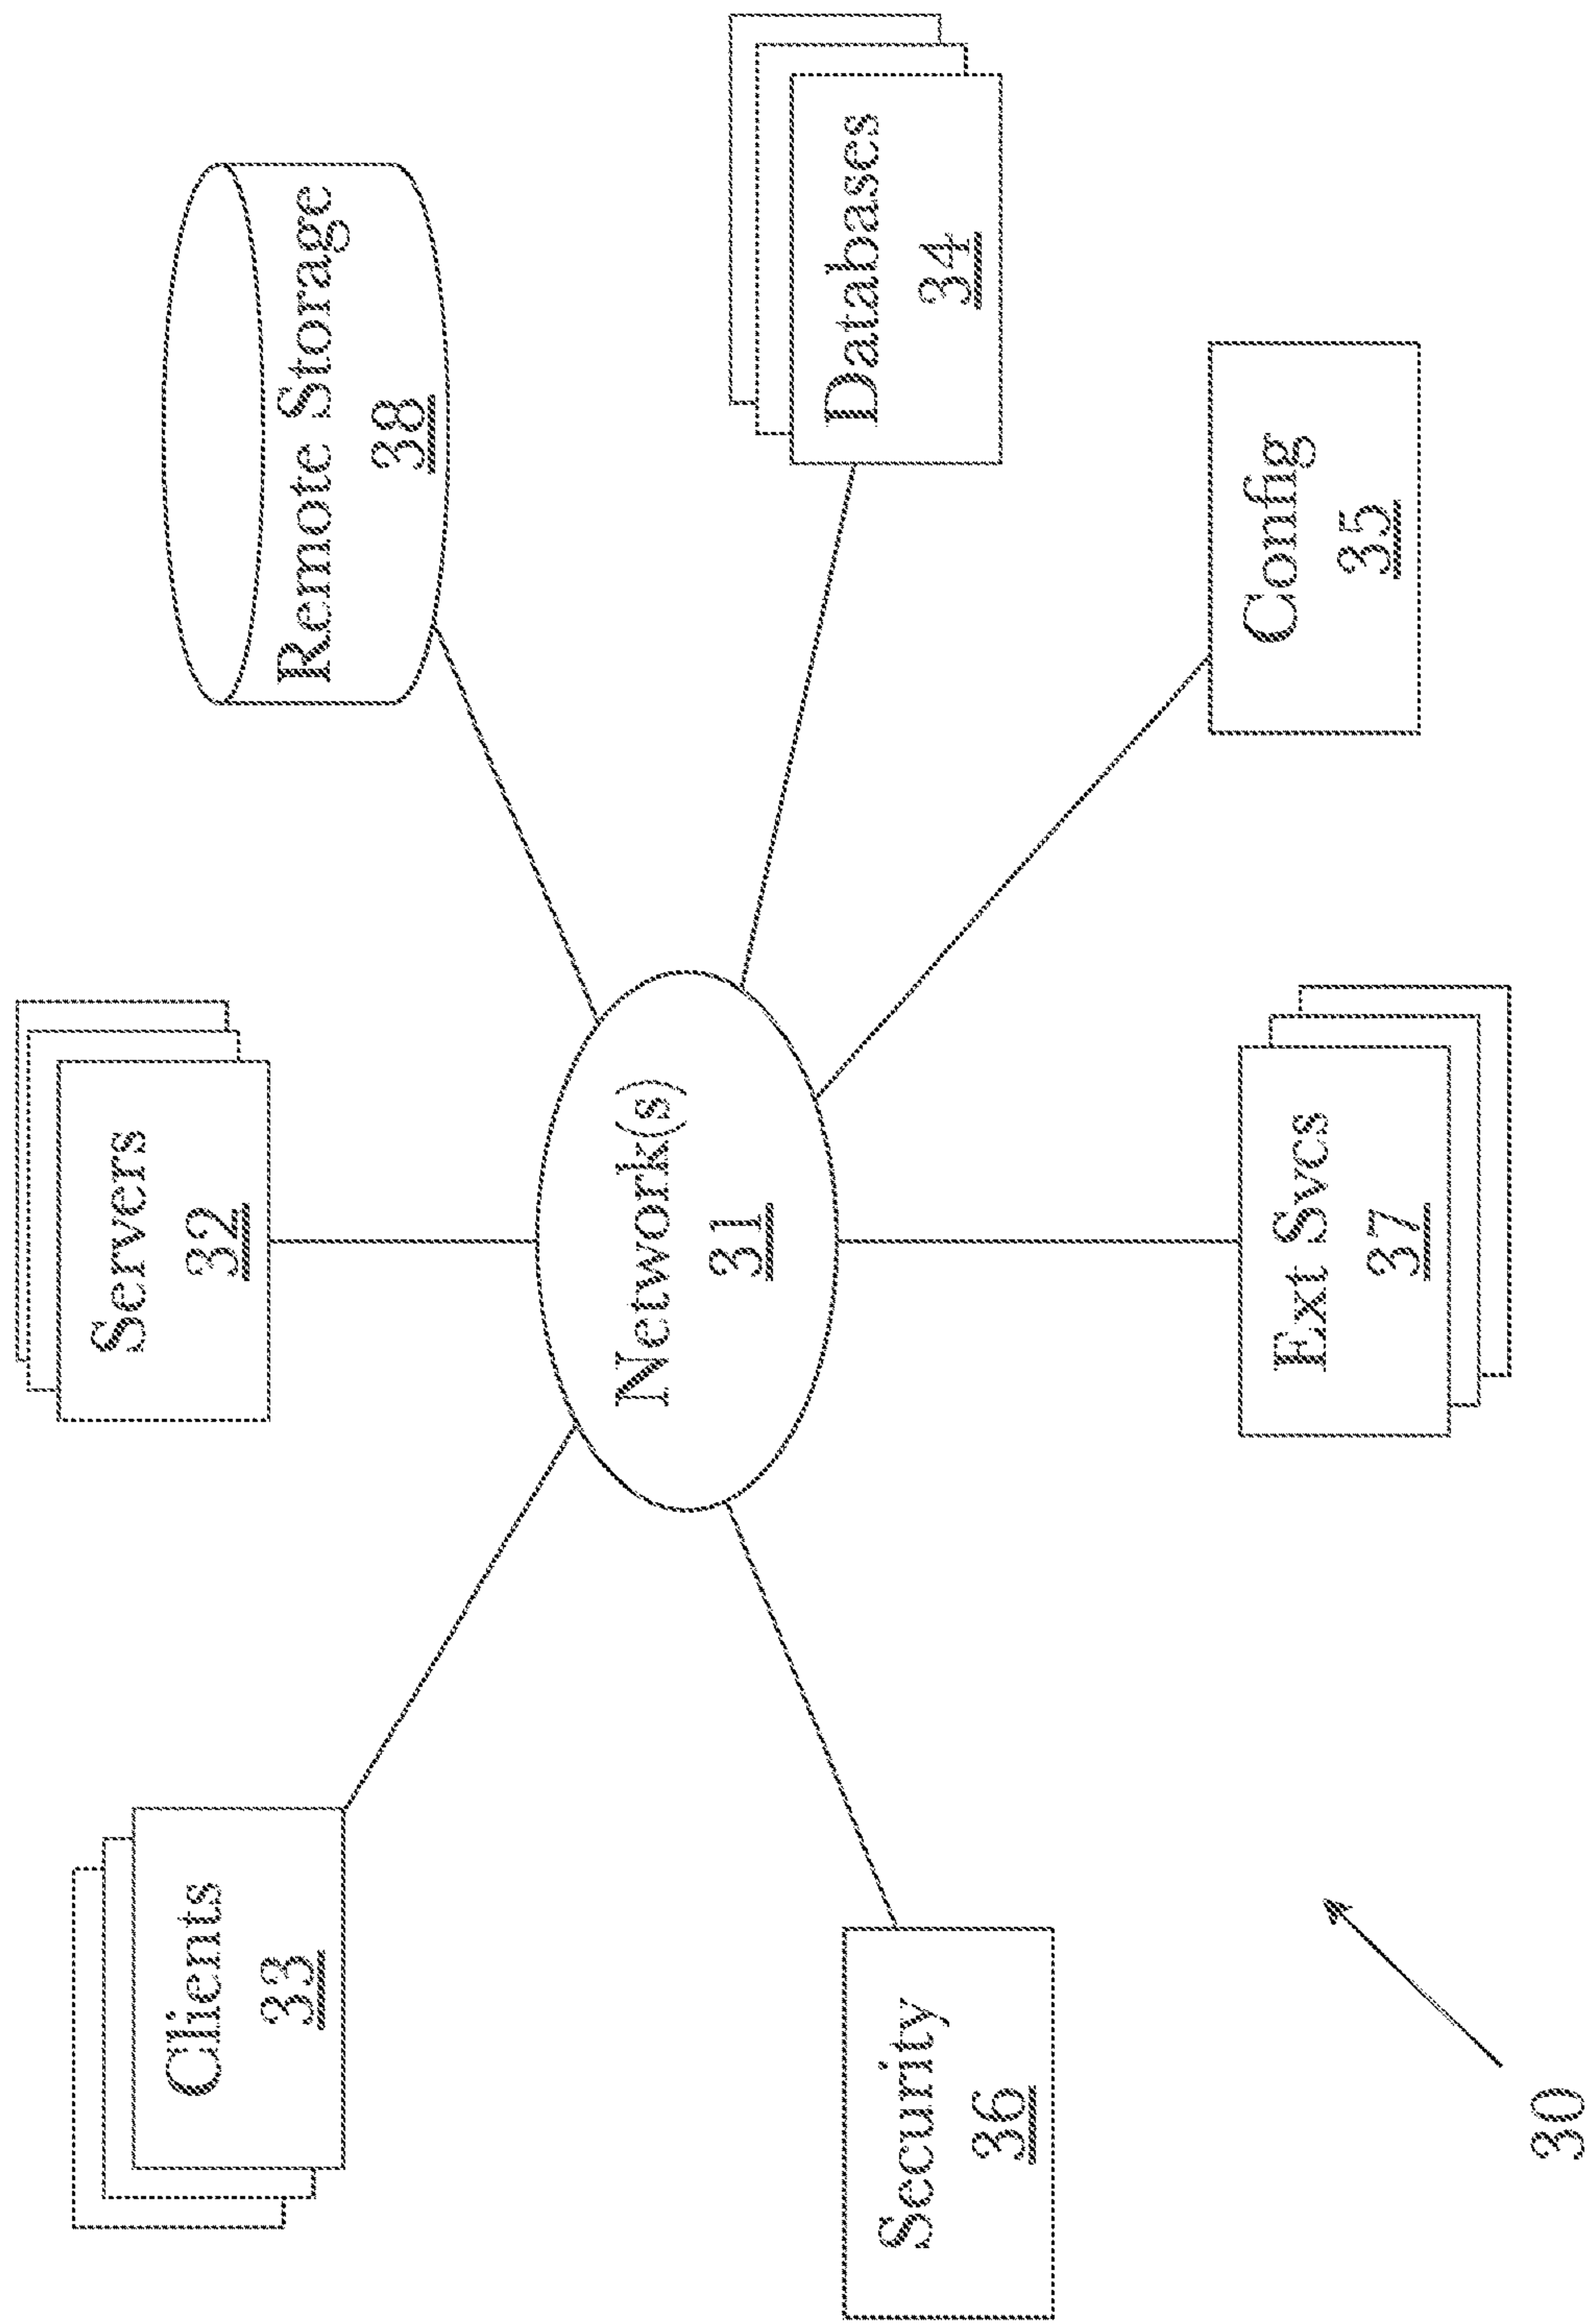 Servers
32
Remote Storage
38
Clients
33
Network(s)
31
Databases
34
Security
36
Ext Svcs
37
Config
35
30